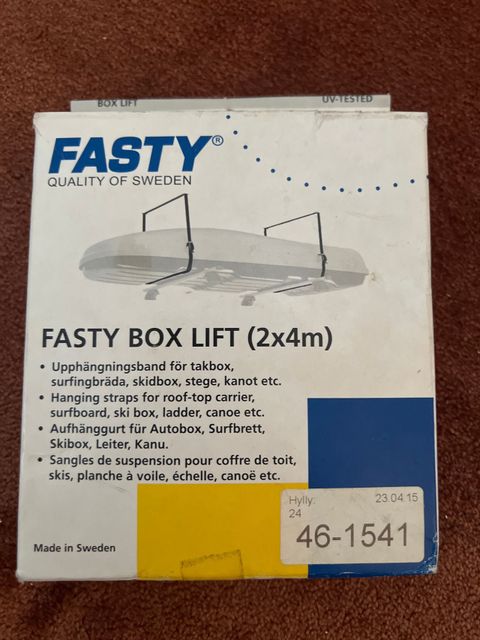 BOX LIFT UV-TESTED
FASTY®
QUALITY OF SWEDEN
FASTY BOX LIFT (2x4m)
• Upphängningsband för takbox,
surfingbräda, skidbox, stege, kanot etc.
• Hanging straps for roof-top carrier,
surfboard, ski box, ladder, canoe etc.
• Aufhänggurt für Autobox, Surfbrett,
Skibox, Leiter, Kanu.
• Sangles de suspension pour coffre de toit,
skis, planche à voile, échelle, canoë etc.
Hylly: 23.04.15
24
46-1541
Made in Sweden